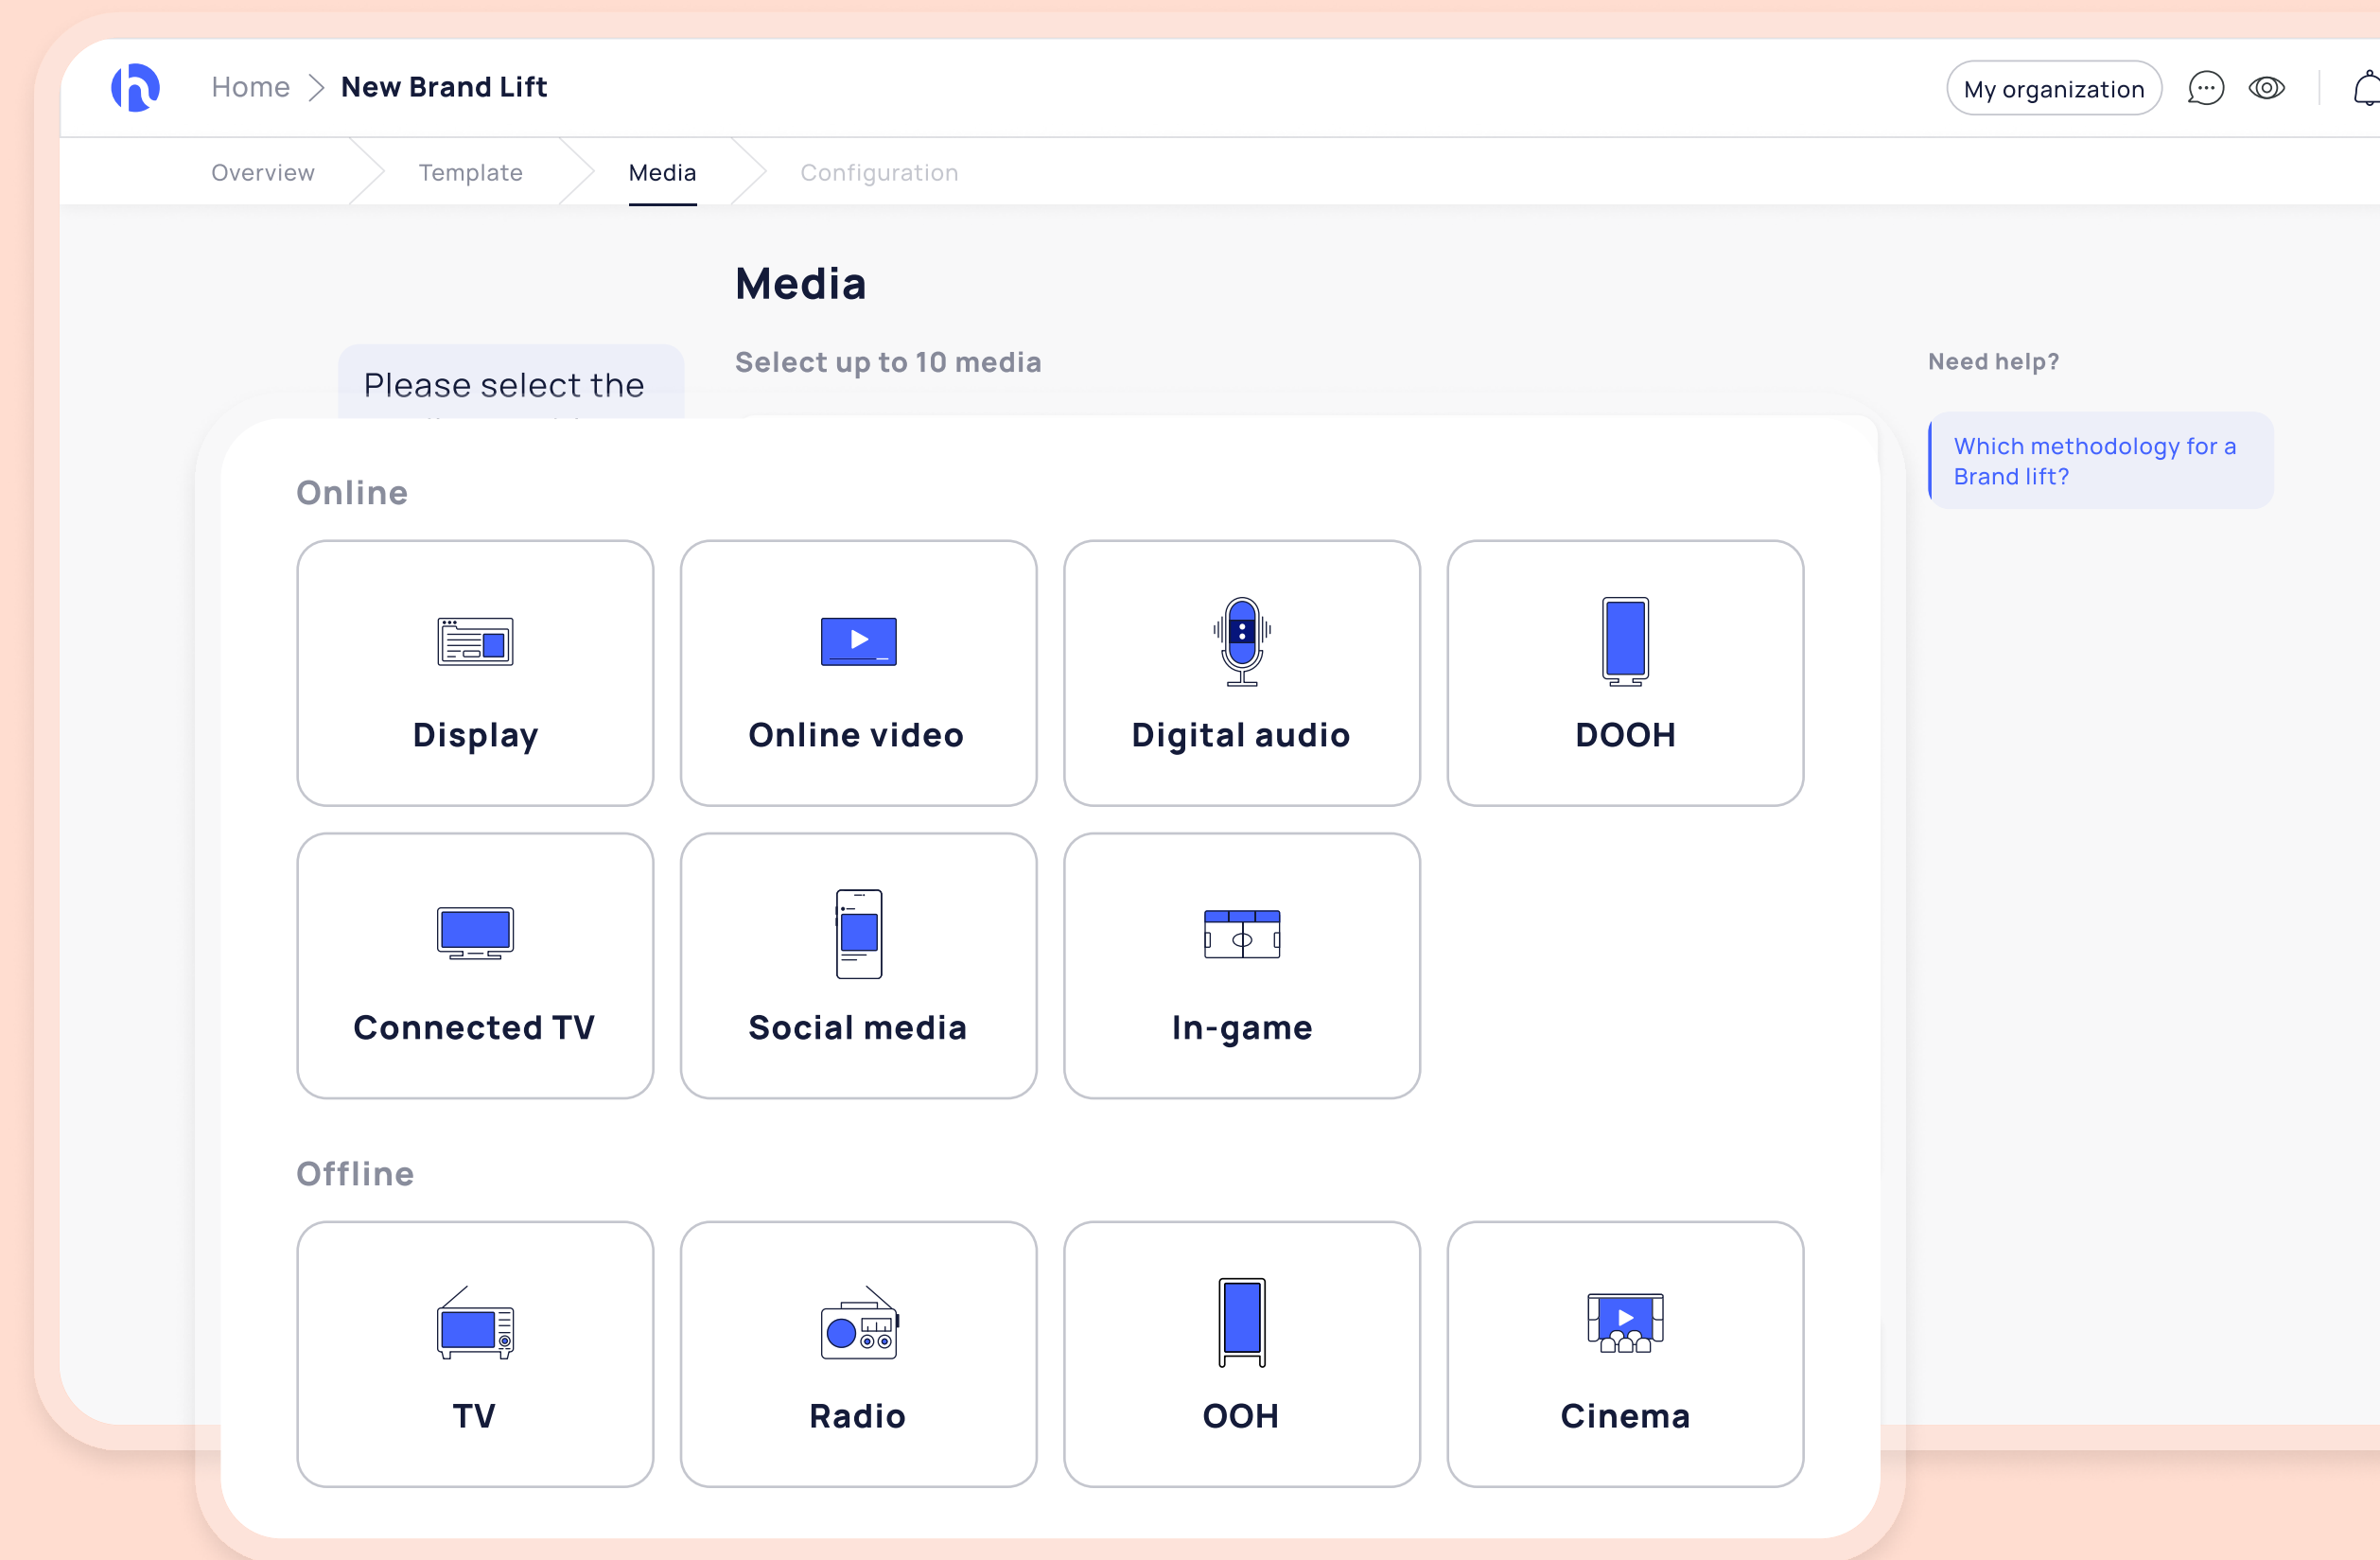 Home
New Brand Lift
My organization
Overview
Template
Media
Configuration
Media
Select up to 10 media
Need help?
Please select the
Which methodology for a
Brand lift?
Online
Display
Online video
Digital audio
DOOH
Connected TV
Social media
In-game
Offline
TV
Radio
OOH
Cinema